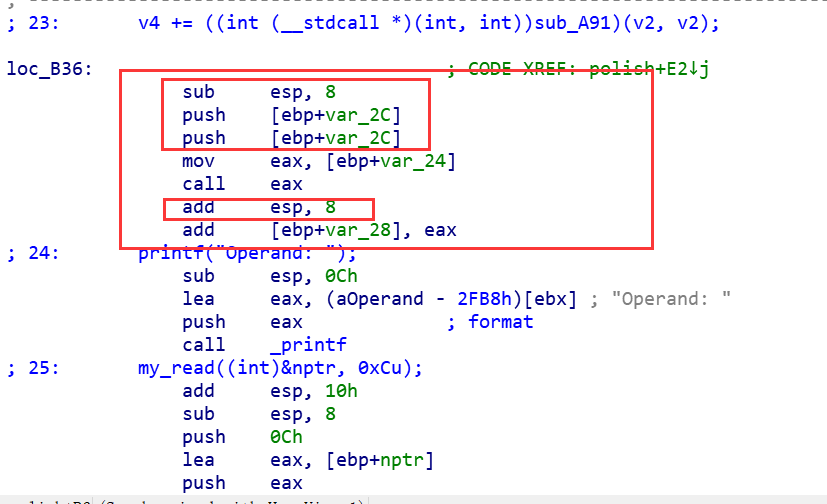 ; 23: v4 += ((int (__stdcall *)(int, int))sub_A91)(v2, v2);
loc_B36: ; CODE XREF: polish+E2↓j
sub esp, 8
push [ebp+var_2C]
push [ebp+var_2C]
mov eax, [ebp+var_24]
call eax
add esp, 8
add [ebp+var_28], eax
; 24: printf("Operand: ");
sub esp, 0Ch
lea eax, (aOperand - 2FB8h)[ebx] ; "Operand: "
push eax ; format
call _printf
; 25: my_read((int)&nptr, 0xCu);
add esp, 10h
sub esp, 8
push 0Ch
lea eax, [ebp+nptr]
push eax